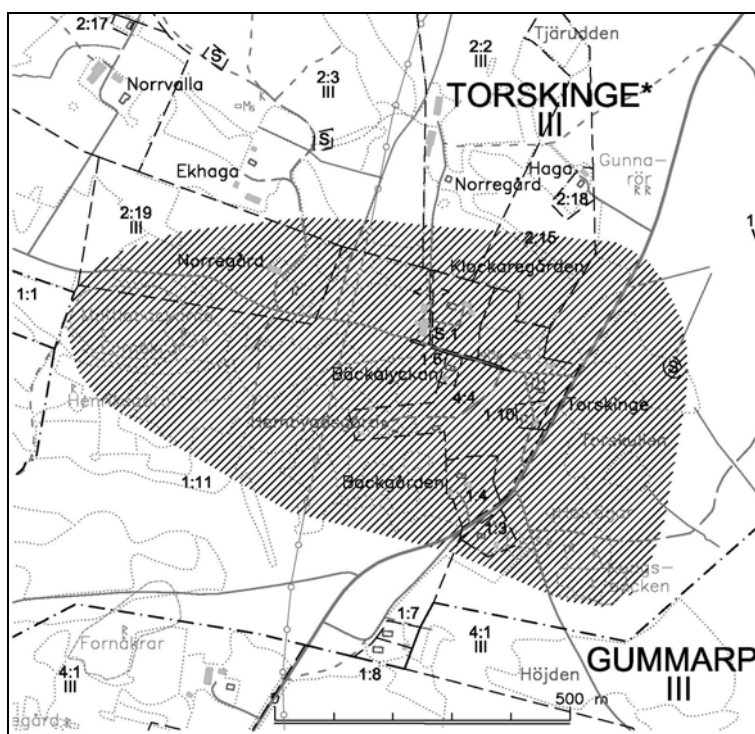 2:17
S
Tjärudden
2:2
III
2:3
III
Norrvalla
TORSKINGE*
III
S
Ekhaga
Haga
Gunna-
rör
R R
Norregård
2:18
2:19
III
2:15
1
Norregård
Klockaregården
1:1
S:1
1:6
S
Bäckalyckan
4:4
1:10
Torskinge
Torskullen
1:11
Bäckgården
1:4
1:3
R
R
Fornåkrar
1:7
4:1
III
4:1
III
GUMMARP
III
1:8
Höjden
0
500 m